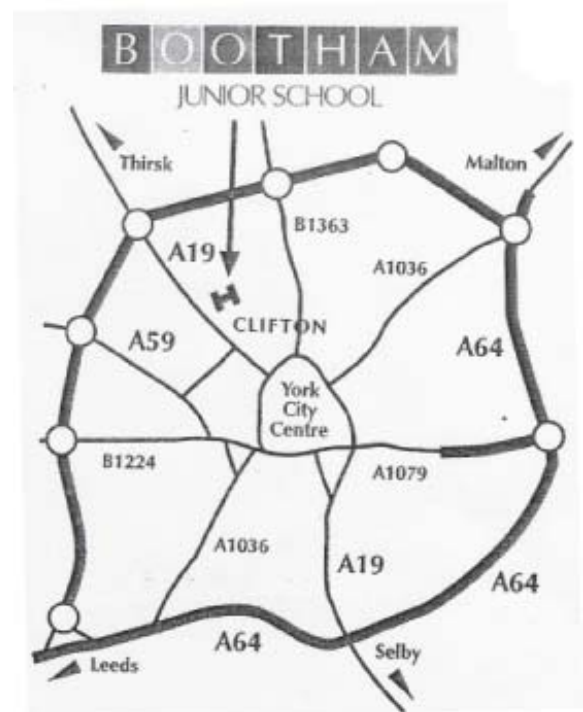 BOOTHAM
JUNIOR SCHOOL
Thirsk
Malton
B1363
A19
A1036
CLIFTON
A59
A64
York
City
Centre
B1224
A1079
A1036
A19
A64
A64
Selby
Leeds